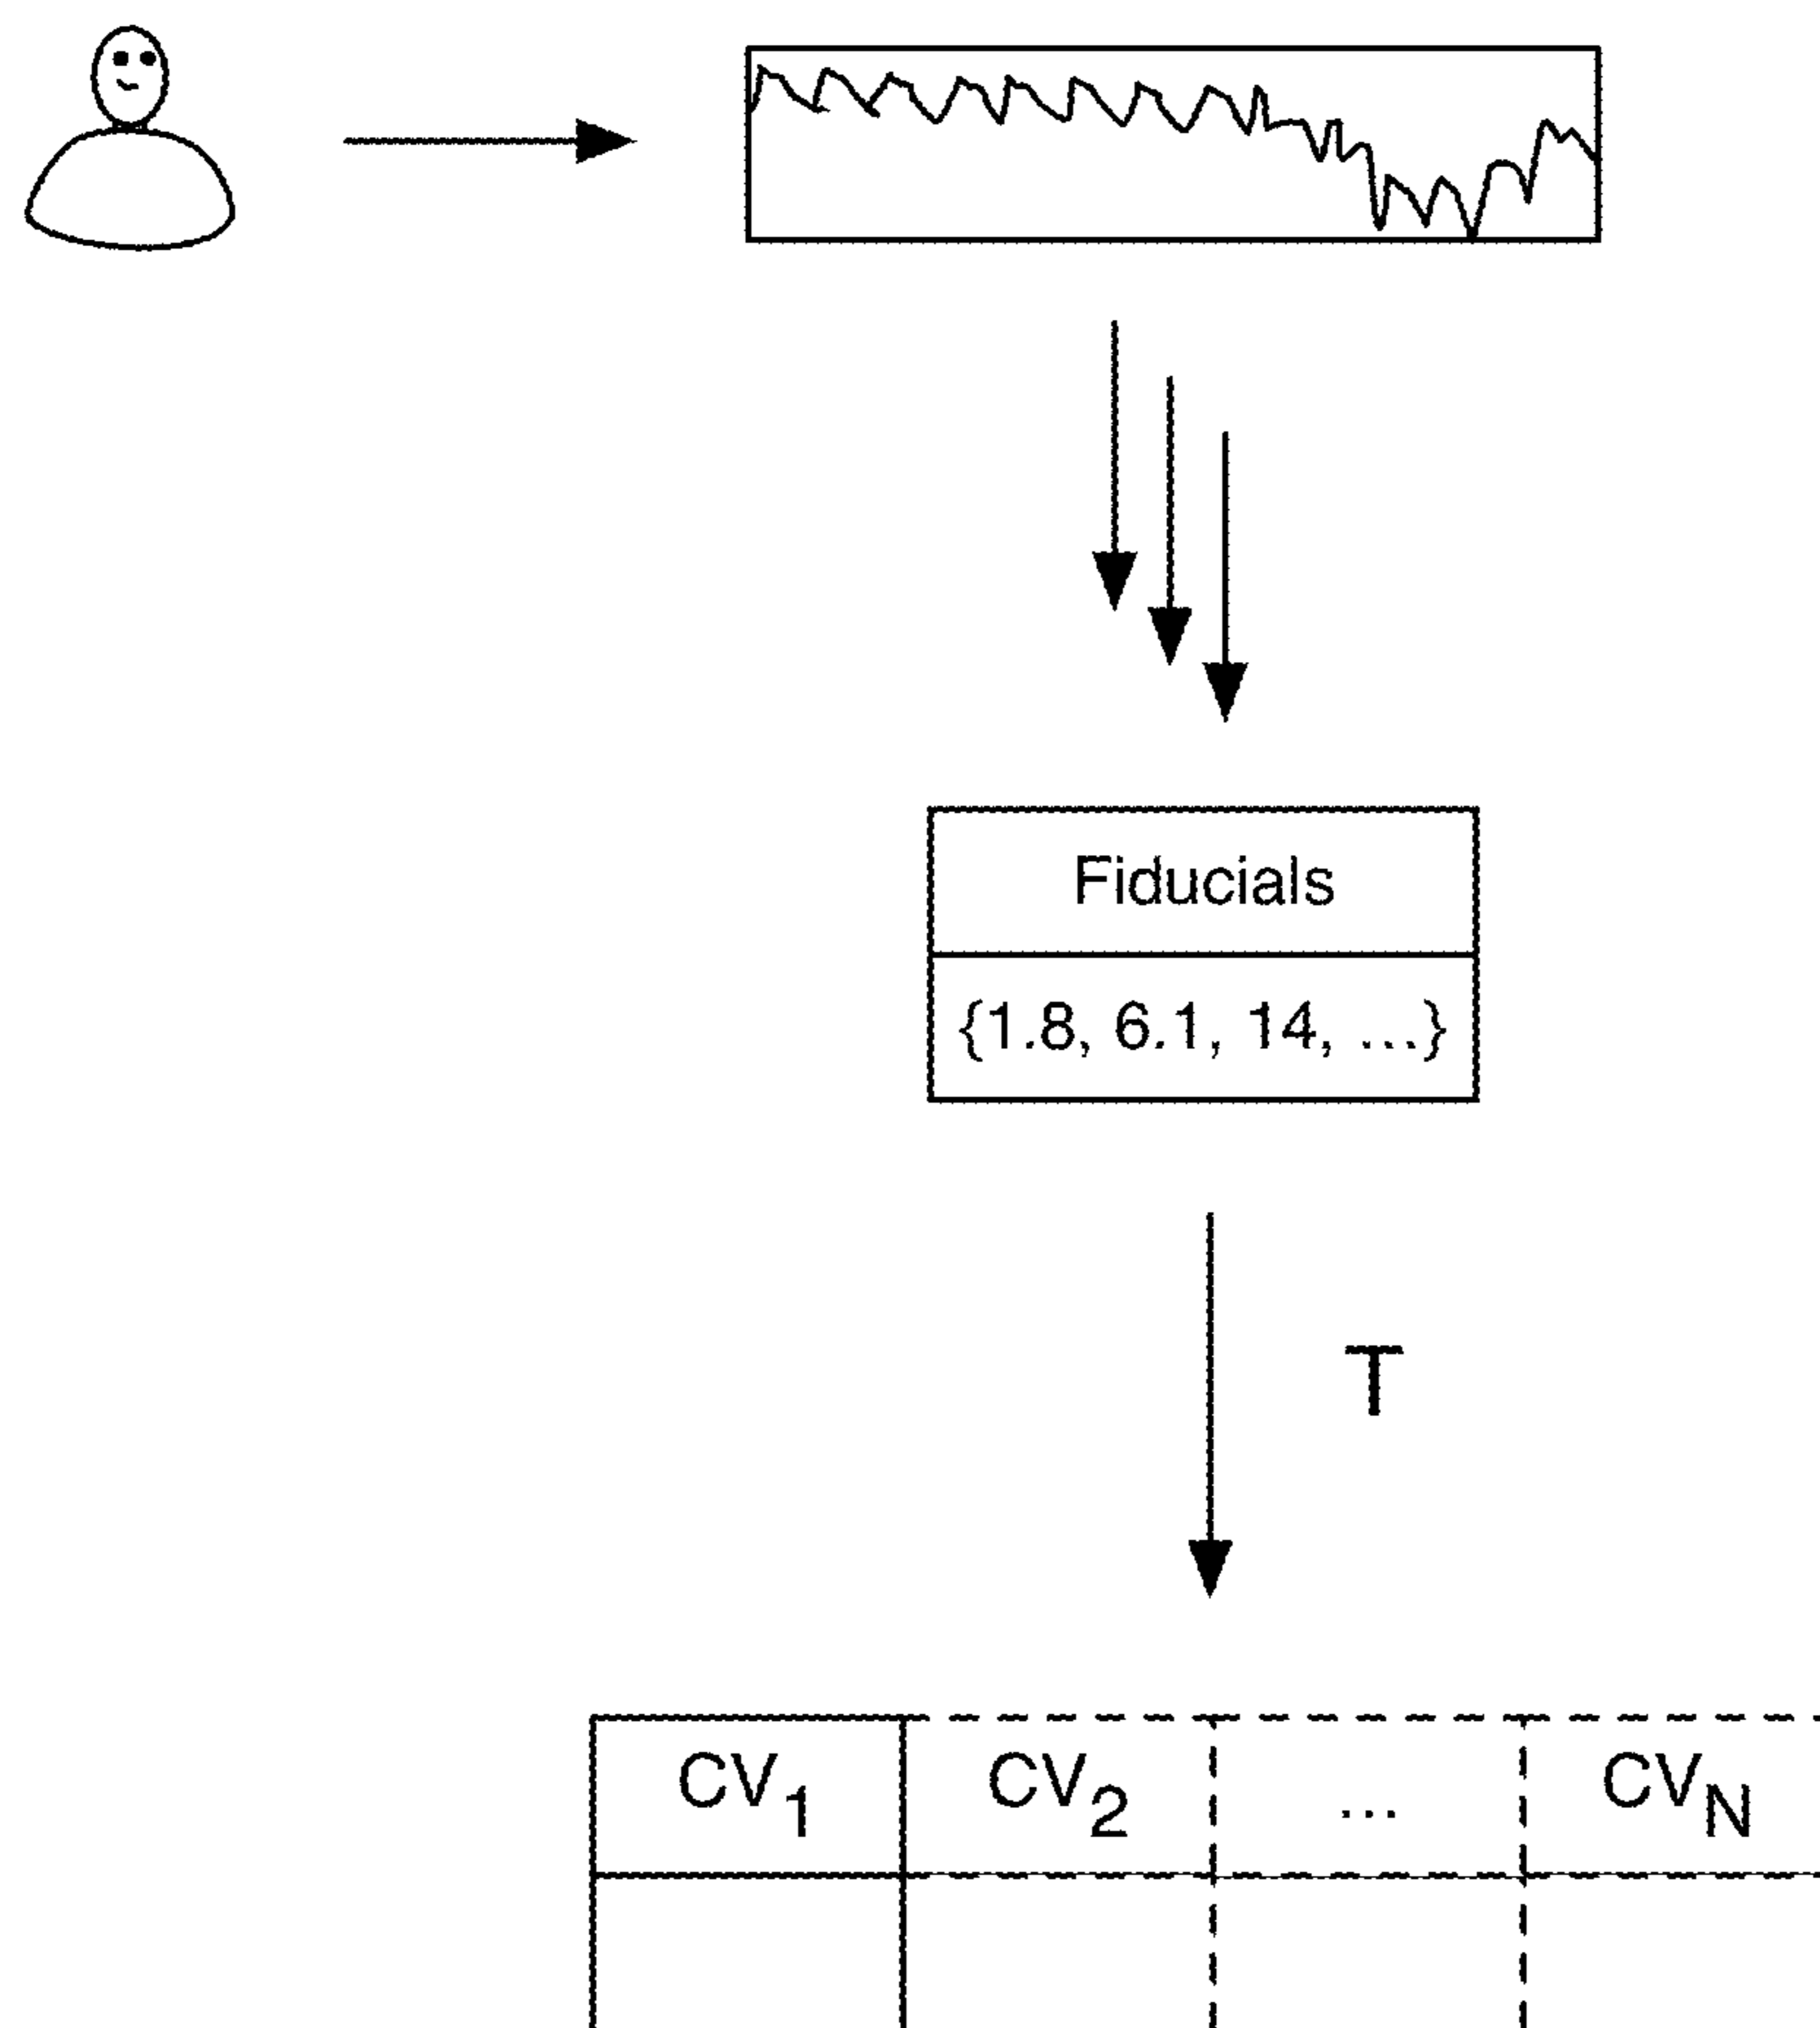 Fiducials
{1.8, 6.1, 14, ...}
T
CV1 CV2 ... CVN